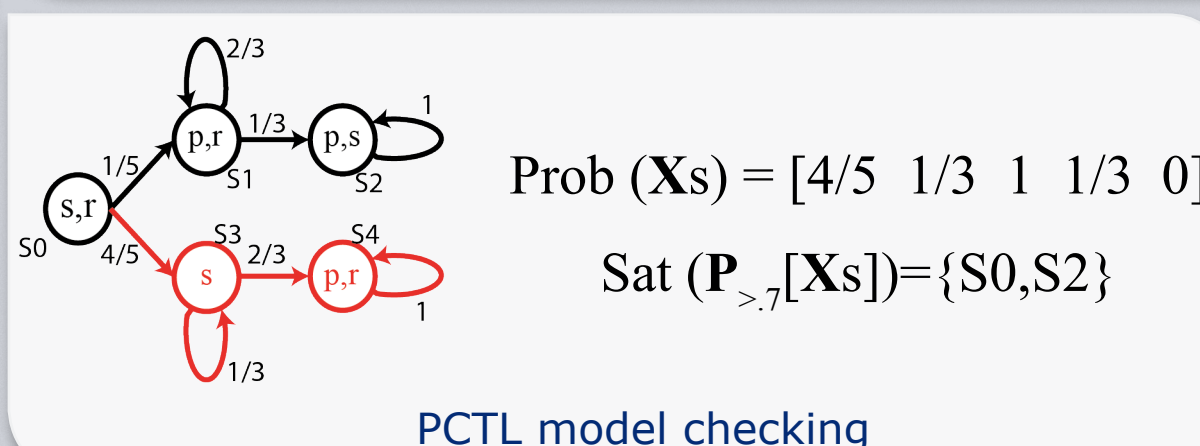 2/3
1/3
1
p,r
p,s
1/5
S1
S2
s,r
S0
4/5
S3
2/3
S4
s
p,r
1
1/3
Prob (Xs) = [4/5 1/3 1 1/3 0]
Sat (P>.7[Xs])={S0,S2}
PCTL model checking